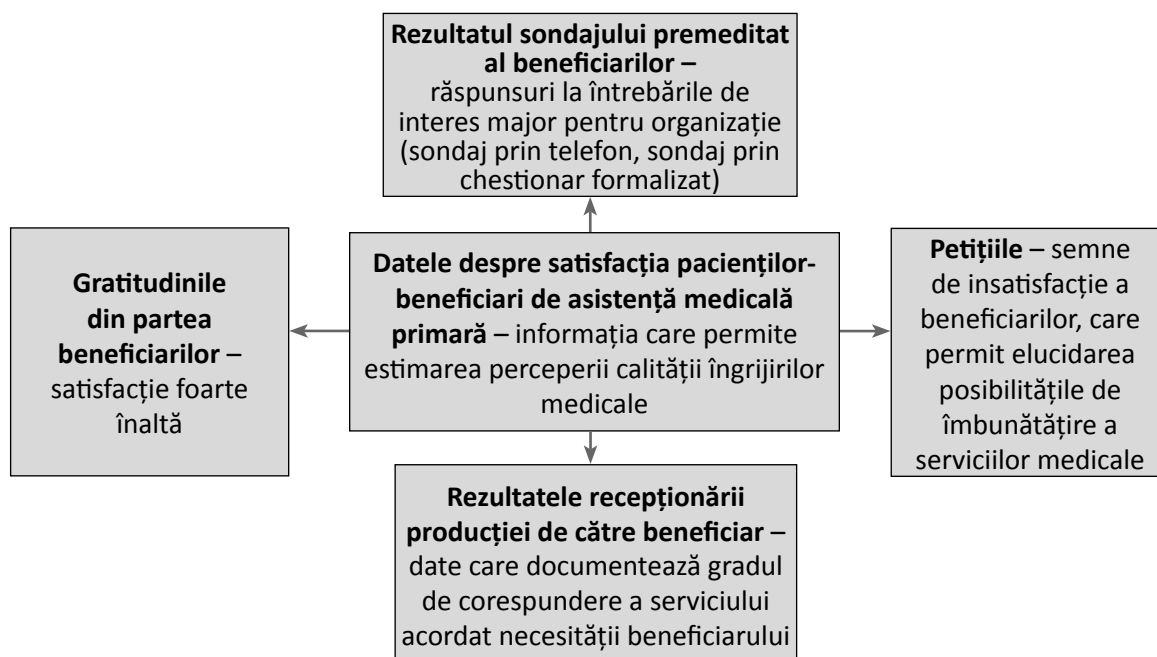 Rezultatul sondajului premeditat
al beneficiarilor –
răspunsuri la întrebările de
interes major pentru organizație
(sondaj prin telefon, sondaj prin
chestionar formalizat)
Gratitudinile
din partea
beneficiarilor –
satisfacție foarte
înaltă
Datele despre satisfacția pacienților-
beneficiari de asistență medicală
primară – informația care permite
estimarea perceperii calității îngrijirilor
medicale
Petițiile – semne
de insatisfacție a
beneficiarilor, care
permit elucidarea
posibilitățile de
îmbunătățire a
serviciilor medicale
Rezultatele recepționării
producției de către beneficiar –
date care documentează gradul
de corespundere a serviciului
acordat necesității beneficiarului